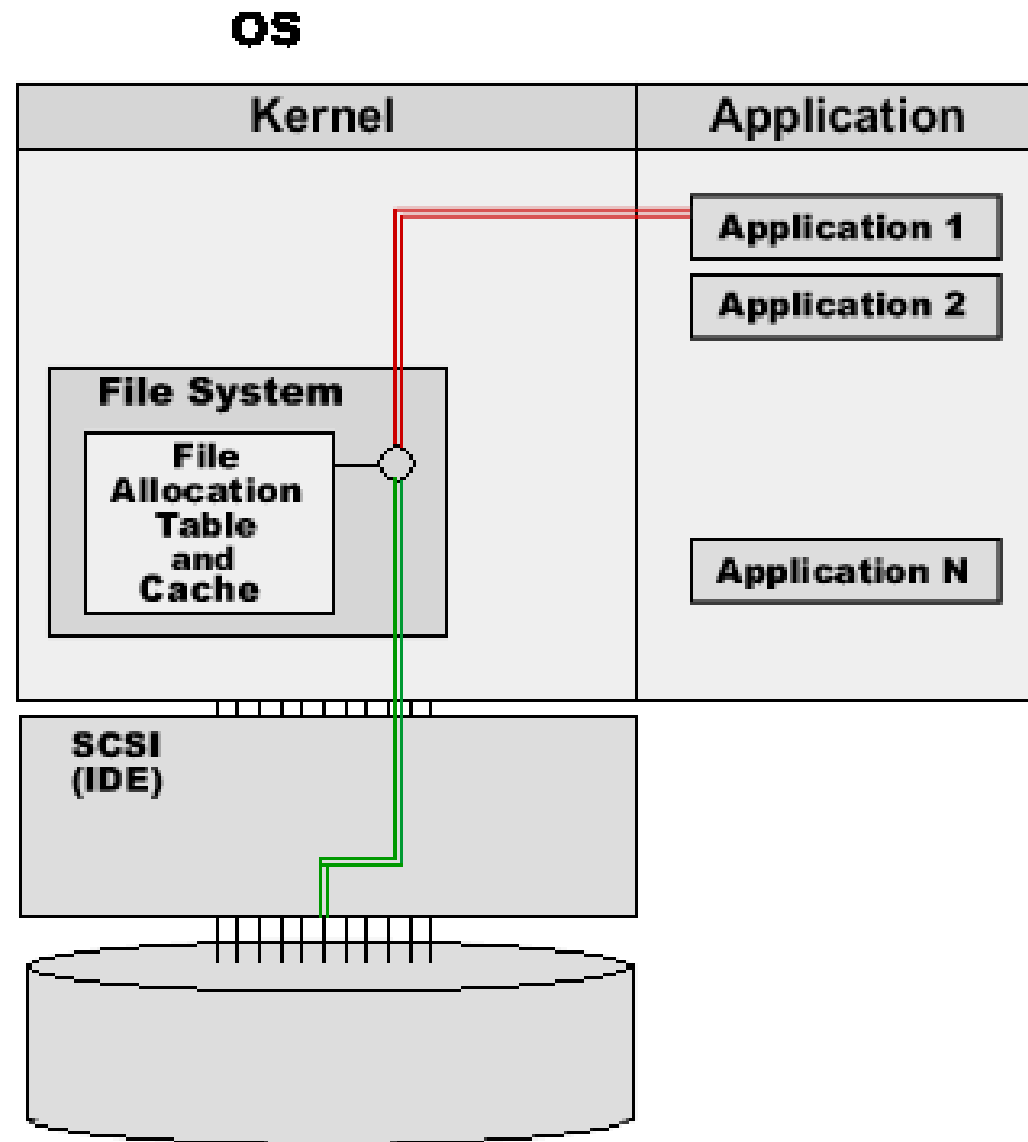 OS
Kernel
Application
Application 1
Application 2
File System
File
Allocation
Table
and
Cache
Application N
SCSI
(IDE)